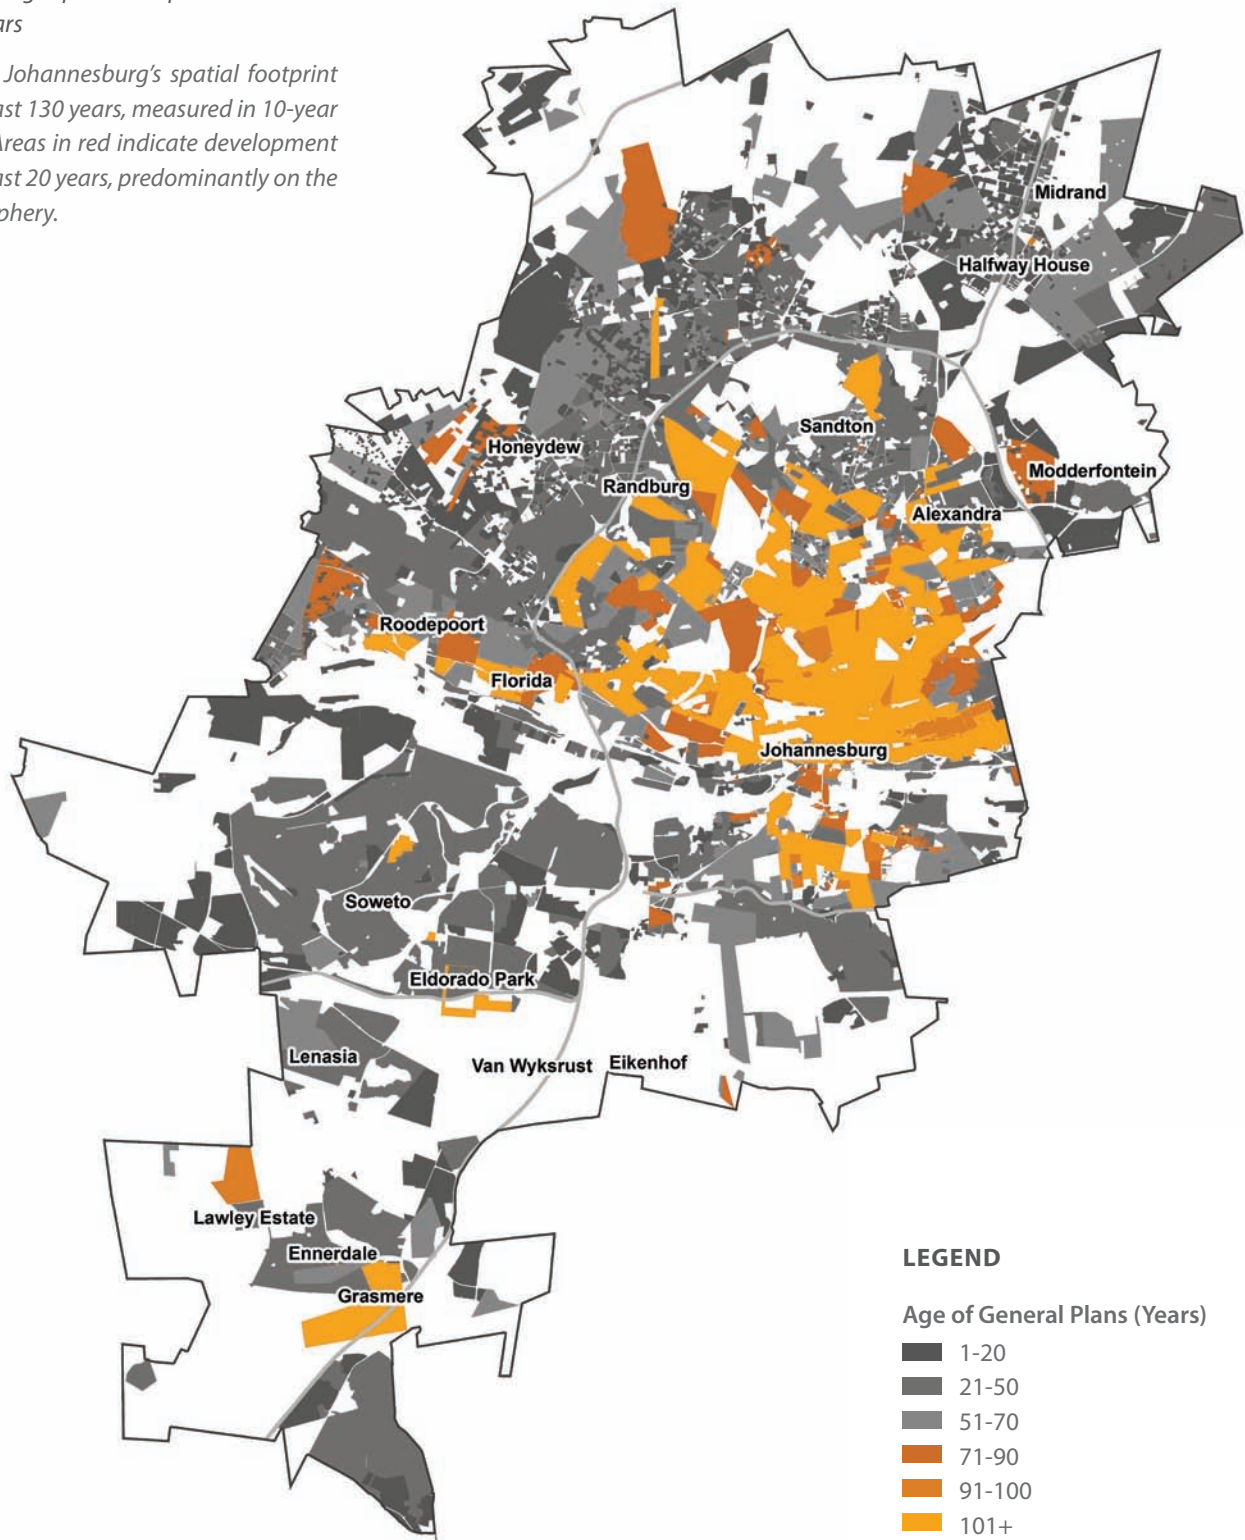 ars
Johannesburg's spatial footprint
ast 130 years, measured in 10-year
Areas in red indicate development
ast 20 years, predominantly on the
phery.
Midrand
Halfway House
Sandton
Honeydew
Modderfontein
Randburg
Alexandra
Roodepoort
Florida
Johannesburg
Soweto
Eldorado Park
Lenasia
Van Wyksrust
Eikenhof
Lawley Estate
Ennerdale
Grasmere
LEGEND
Age of General Plans (Years)
1-20
21-50
51-70
71-90
91-100
101+